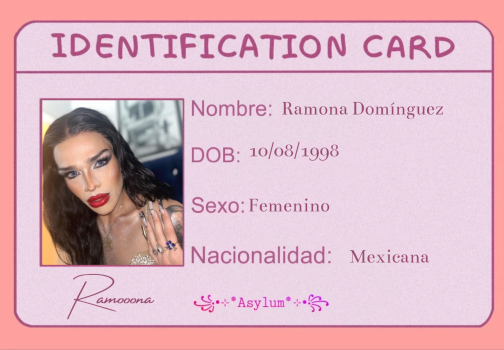 IDENTIFICATION CARD
Nombre: Ramona Domínguez
DOB: 10/08/1998
Sexo: Femenino
Nacionalidad: Mexicana
Ramooona
꧁•⊹٭Asylum٭⊹•꧂